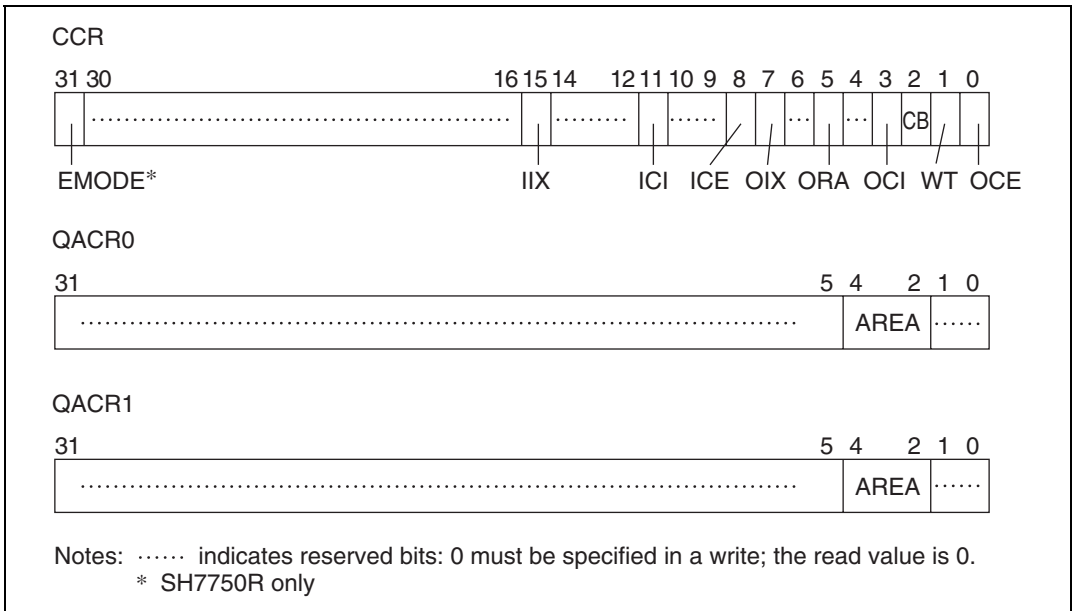 CCR
31 30 16 15 14 12 11 10 9 8 7 6 5 4 3 2 1 0
CB
EMODE* IIX ICI ICE OIX ORA OCI WT OCE
QACR0
31 5 4 2 1 0
AREA
QACR1
31 5 4 2 1 0
AREA
Notes: ...... indicates reserved bits: 0 must be specified in a write; the read value is 0.
* SH7750R only